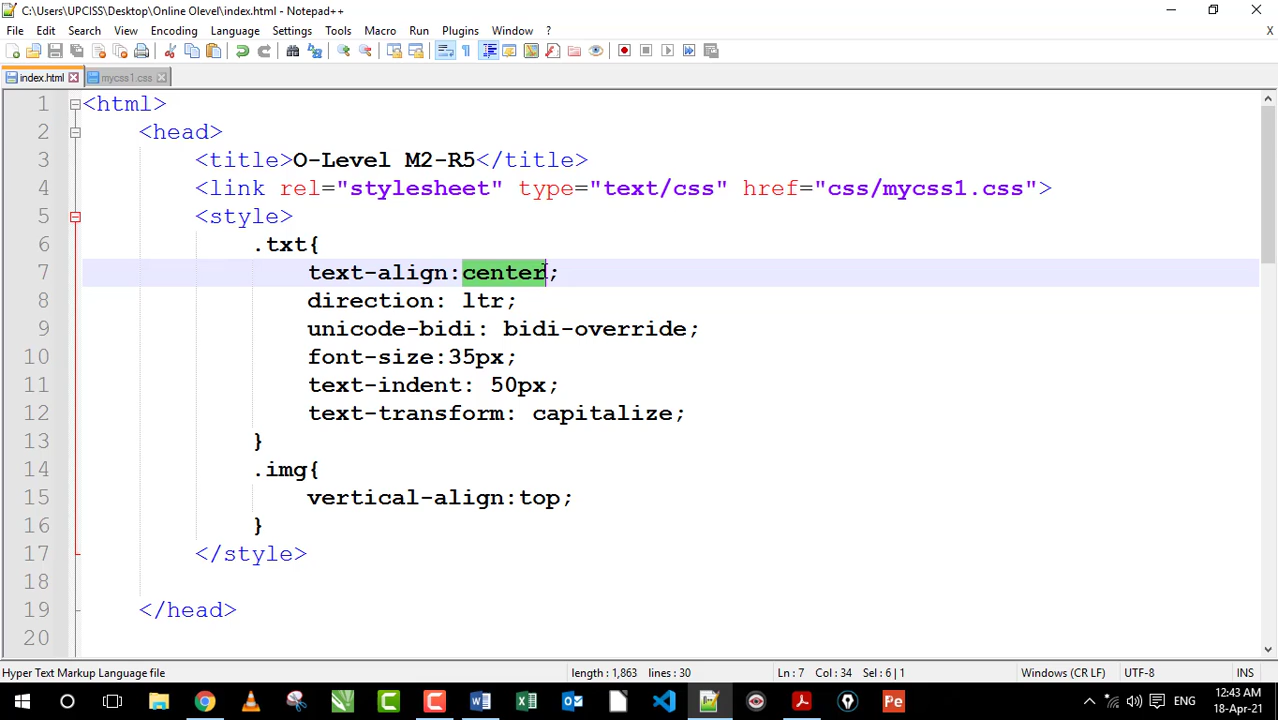 C:\Users\UPCISS\Desktop\Online Olevel\index.html - Notepad++
File Edit Search View Encoding Language Settings Tools Macro Run Plugins Window ? X
index.html mycss1.css
1 <html>
2 <head>
3 <title>O-Level M2-R5</title>
4 <link rel="stylesheet" type="text/css" href="css/mycss1.css">
5 <style>
6 .txt{
7 text-align:center;
8 direction: ltr;
9 unicode-bidi: bidi-override;
10 font-size:35px;
11 text-indent: 50px;
12 text-transform: capitalize;
13 }
14 .img{
15 vertical-align:top;
16 }
17 </style>
18
19 </head>
20
Hyper Text Markup Language file length : 1,863 lines : 30 Ln : 7 Col : 34 Sel : 6 | 1 Windows (CR LF) UTF-8 INS
ENG 12:43 AM
18-Apr-21
Pe